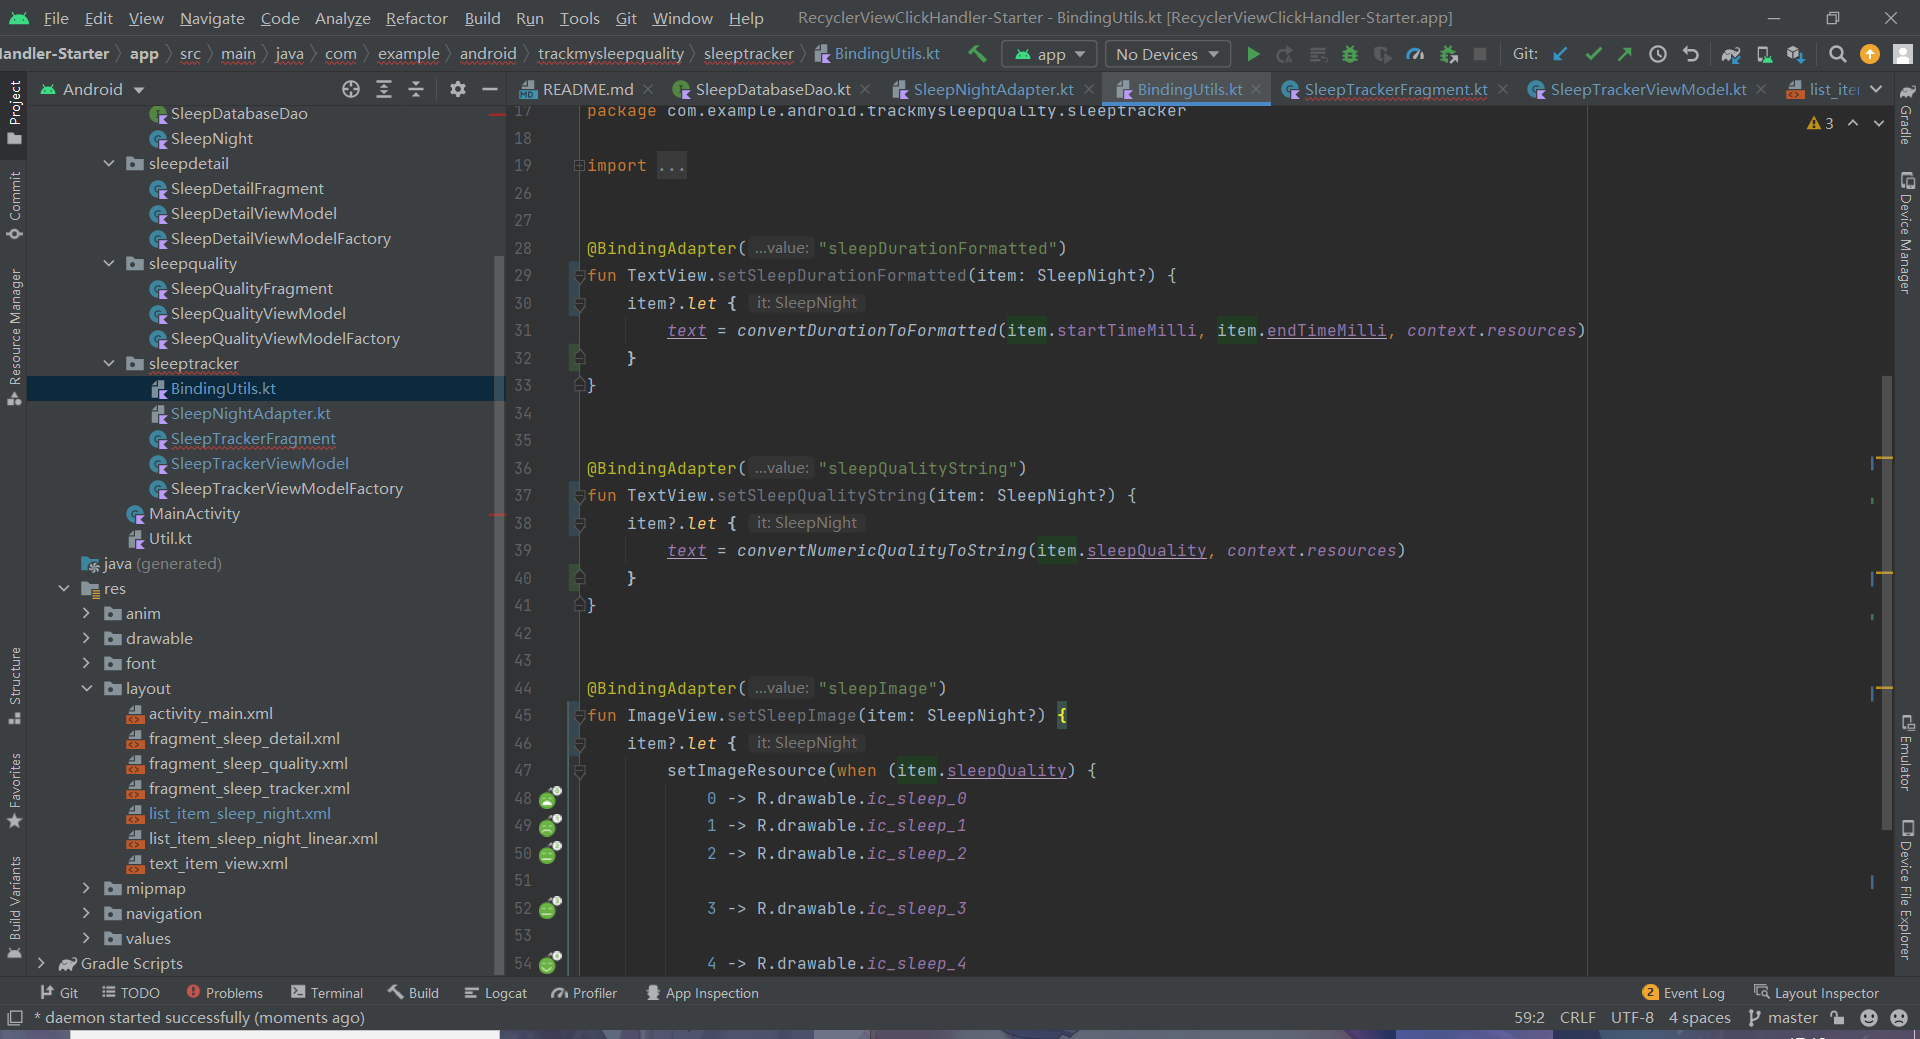 File Edit View Navigate Code Analyze Refactor Build Run Tools Git Window Help RecyclerViewClickHandler-Starter - BindingUtils.kt [RecyclerViewClickHandler-Starter.app]
Handler-Starter app src main java com example android trackmysleepquality sleeptracker BindingUtils.kt app No Devices Git:
Android README.md SleepDatabaseDao.kt SleepNightAdapter.kt BindingUtils.kt SleepTrackerFragment.kt SleepTrackerViewModel.kt list_iter
Project
Commit
Resource Manager
Structure
Favorites
Build Variants
SleepDatabaseDao
SleepNight
sleepdetail
SleepDetailFragment
SleepDetailViewModel
SleepDetailViewModelFactory
sleepquality
SleepQualityFragment
SleepQualityViewModel
SleepQualityViewModelFactory
sleeptracker
BindingUtils.kt
SleepNightAdapter.kt
SleepTrackerFragment
SleepTrackerViewModel
SleepTrackerViewModelFactory
MainActivity
Util.kt
java (generated)
res
anim
drawable
font
layout
activity_main.xml
fragment_sleep_detail.xml
fragment_sleep_quality.xml
fragment_sleep_tracker.xml
list_item_sleep_night.xml
list_item_sleep_night_linear.xml
text_item_view.xml
mipmap
navigation
values
Gradle Scripts
17 package com.example.android.trackmysleepquality.sleeptracker
18
19 import ...
26
27
28 @BindingAdapter( ...value: "sleepDurationFormatted")
29 fun TextView.setSleepDurationFormatted(item: SleepNight?) {
30 item?.let { it: SleepNight
31 text = convertDurationToFormatted(item.startTimeMilli, item.endTimeMilli, context.resources)
32 }
33 }
34
35
36 @BindingAdapter( ...value: "sleepQualityString")
37 fun TextView.setSleepQualityString(item: SleepNight?) {
38 item?.let { it: SleepNight
39 text = convertNumericQualityToString(item.sleepQuality, context.resources)
40 }
41 }
42
43
44 @BindingAdapter( ...value: "sleepImage")
45 fun ImageView.setSleepImage(item: SleepNight?) {
46 item?.let { it: SleepNight
47 setImageResource(when (item.sleepQuality) {
48 0 -> R.drawable.ic_sleep_0
49 1 -> R.drawable.ic_sleep_1
50 2 -> R.drawable.ic_sleep_2
51
52 3 -> R.drawable.ic_sleep_3
53
54 4 -> R.drawable.ic_sleep_4
3
Gradle
Device Manager
Emulator
Device File Explorer
Git TODO Problems Terminal Build Logcat Profiler App Inspection 2 Event Log Layout Inspector
* daemon started successfully (moments ago) 59:2 CRLF UTF-8 4 spaces master